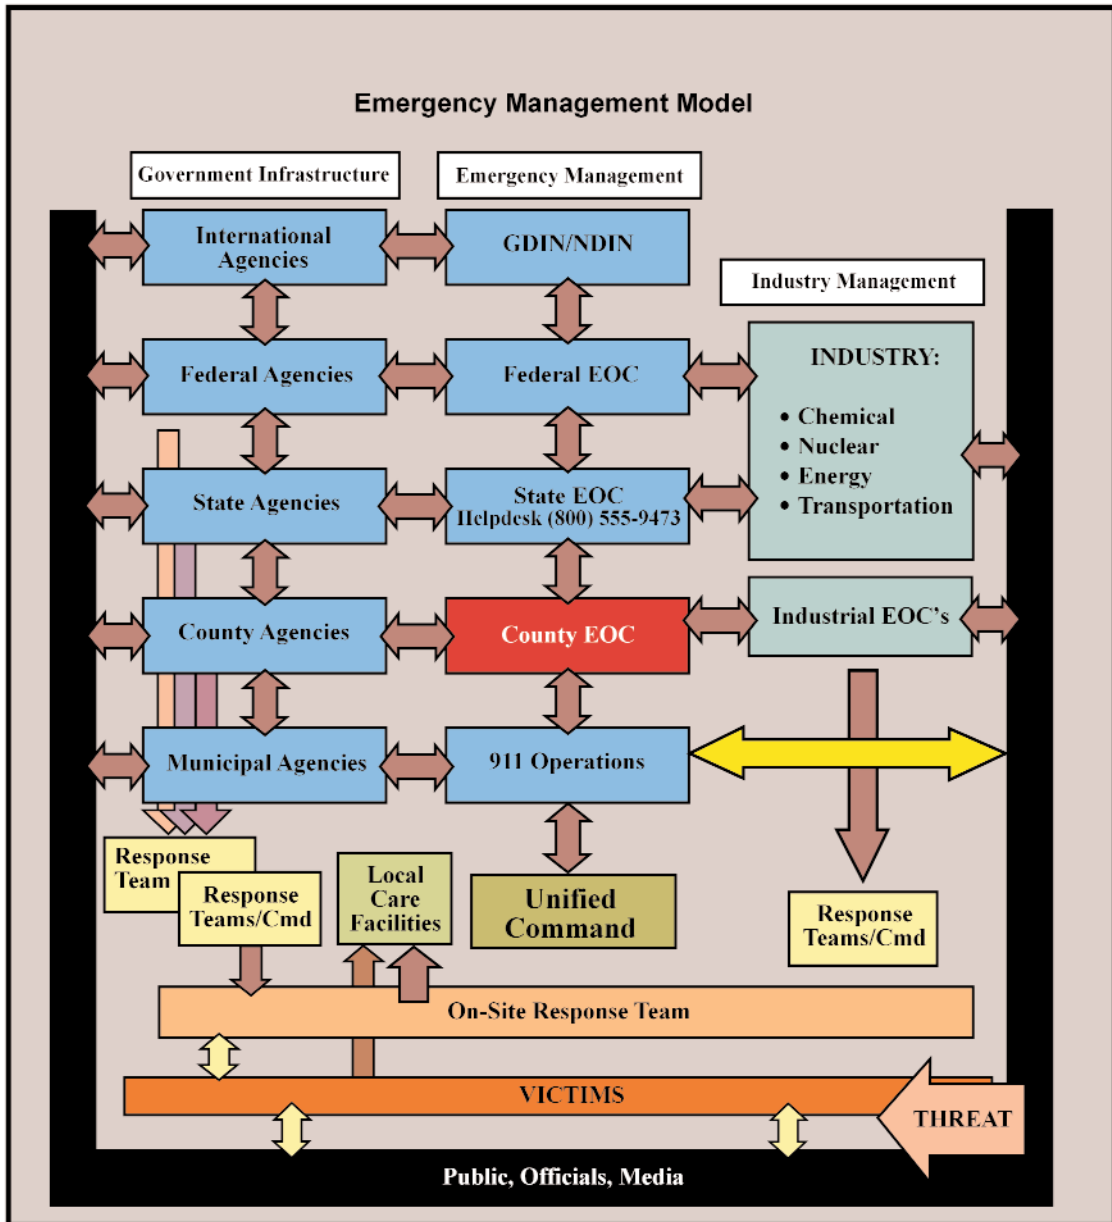 Emergency Management Model
Government Infrastructure
Emergency Management
International
Agencies
GDIN/NDIN
Industry Management
Federal Agencies
Federal EOC
INDUSTRY:
• Chemical
• Nuclear
• Energy
• Transportation
State Agencies
State EOC
Helpdesk (800) 555-9473
County Agencies
County EOC
Industrial EOC's
Municipal Agencies
911 Operations
Response
Team
Response
Teams/Cmd
Local
Care
Facilities
Unified
Command
Response
Teams/Cmd
On-Site Response Team
VICTIMS
THREAT
Public, Officials, Media